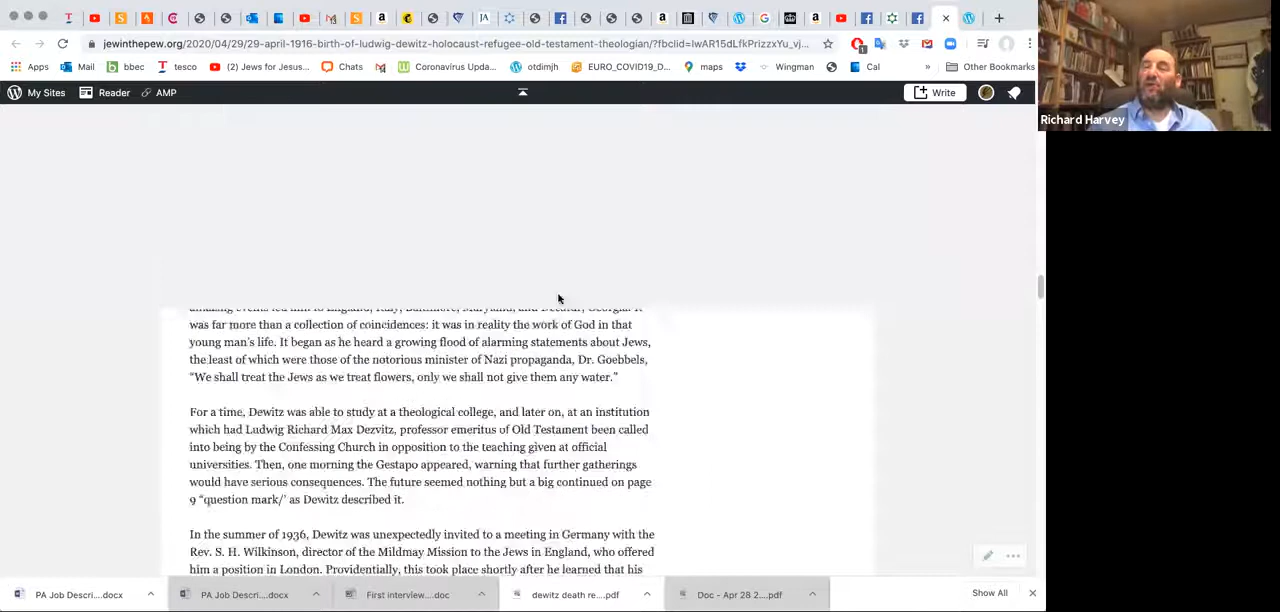 jewinthepew.org/2020/04/29/29-april-1916-birth-of-ludwig-dewitz-holocaust-refugee-old-testament-theologian/?fbclid=IwAR15dLfkPrizzxYu_vj...
Apps Mail bbec tesco (2) Jews for Jesus... Chats Coronavirus Upda... otdimjh EURO_COVID19_D... maps Wingman Cal » Other Bookmarks
My Sites Reader AMP Write
Richard Harvey
amazing events led him to England, Italy, Baltimore, Maryland, and Decatur, Georgia. It
was far more than a collection of coincidences: it was in reality the work of God in that
young man's life. It began as he heard a growing flood of alarming statements about Jews,
the least of which were those of the notorious minister of Nazi propaganda, Dr. Goebbels,
“We shall treat the Jews as we treat flowers, only we shall not give them any water.”
For a time, Dewitz was able to study at a theological college, and later on, at an institution
which had Ludwig Richard Max Dezvitz, professor emeritus of Old Testament been called
into being by the Confessing Church in opposition to the teaching given at official
universities. Then, one morning the Gestapo appeared, warning that further gatherings
would have serious consequences. The future seemed nothing but a big continued on page
9 “question mark/' as Dewitz described it.
In the summer of 1936, Dewitz was unexpectedly invited to a meeting in Germany with the
Rev. S. H. Wilkinson, director of the Mildmay Mission to the Jews in England, who offered
him a position in London. Providentially, this took place shortly after he learned that his
PA Job Descri....docx PA Job Descri....docx First interview....doc dewitz death re....pdf Doc - Apr 28 2....pdf Show All